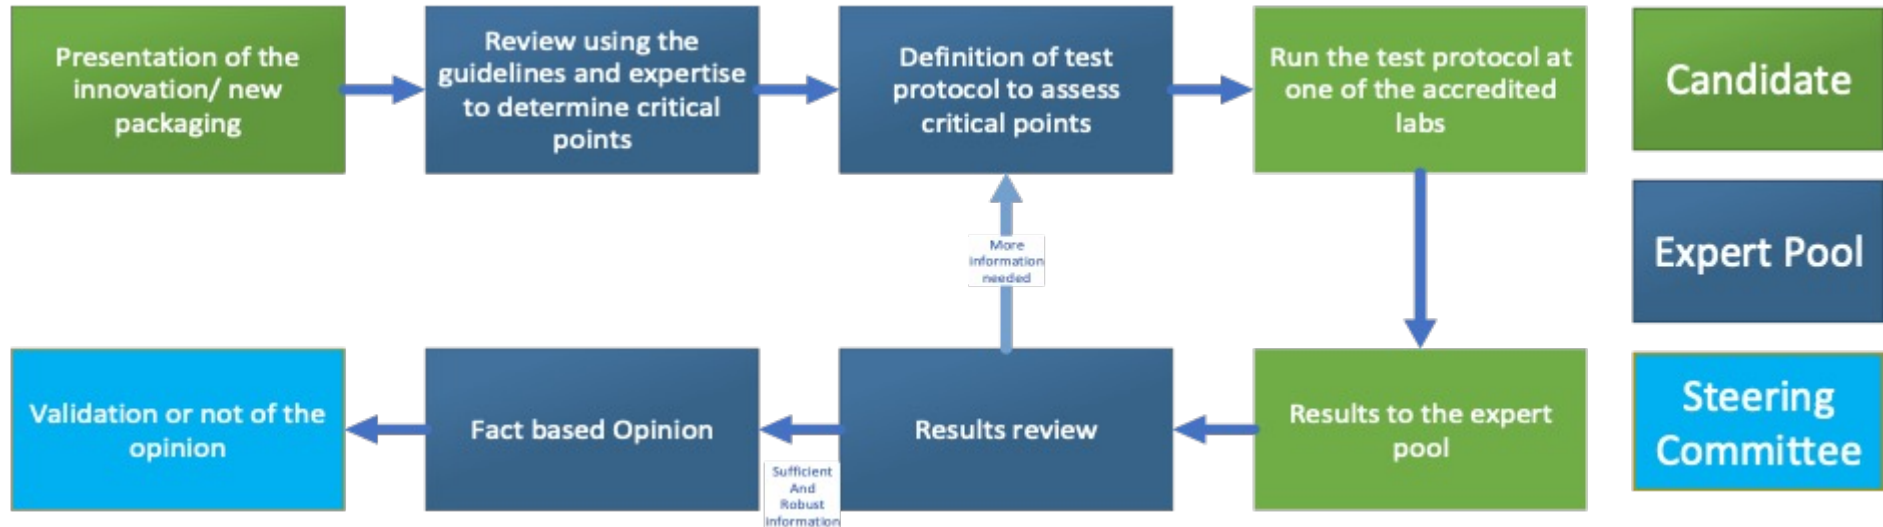 Presentation of the
innovation/ new
packaging
Review using the
guidelines and expertise
to determine critical
points
Definition of test
protocol to assess
critical points
Run the test protocol at
one of the accredited
labs
Candidate
Expert Pool
More
information
needed
Validation or not of the
opinion
Fact based Opinion
Sufficient
And
Robust
information
Results review
Results to the expert
pool
Steering
Committee